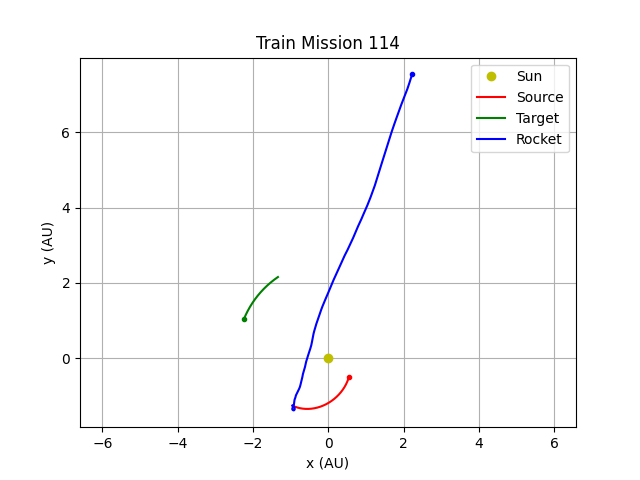 Train Mission 114
Sun
Source
Target
Rocket
y (AU)
6
4
2
0
−6
−4
−2
0
2
4
6
x (AU)